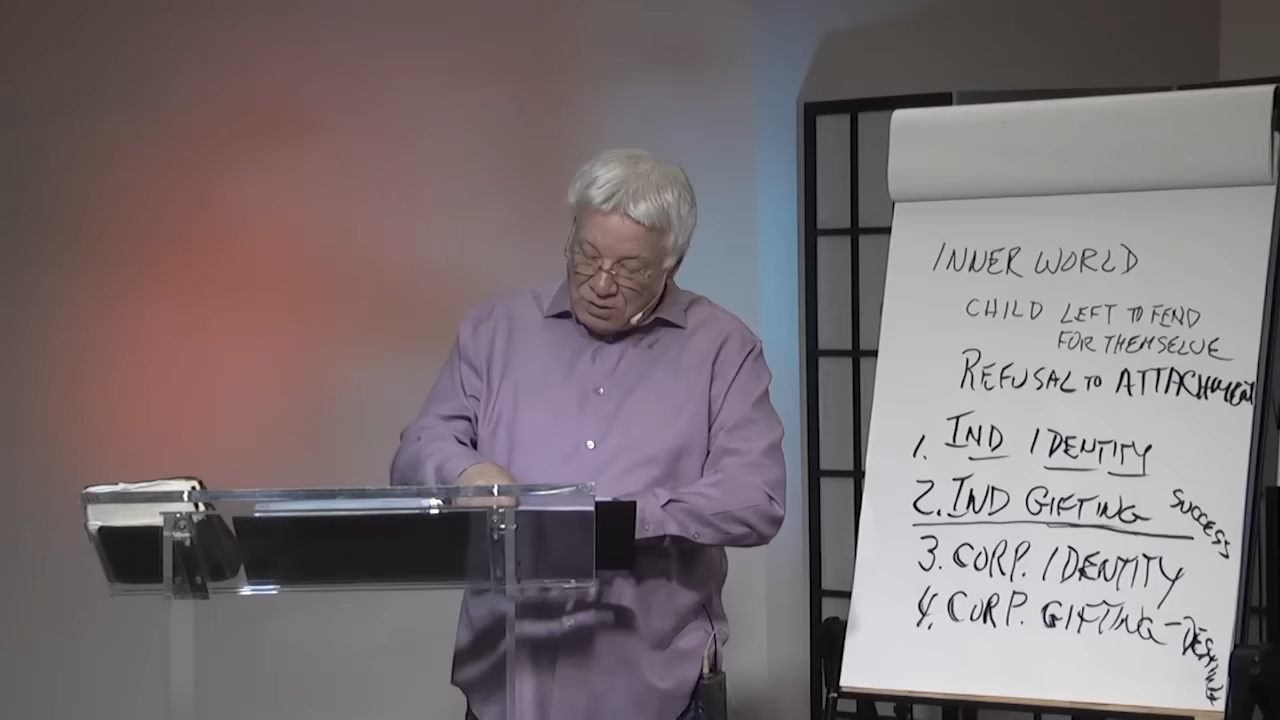 INNER WORLD
CHILD LEFT TO FEND
FOR THEMSELVE
REFUSAL TO ATTACHMENT
1. IND IDENTITY
2. IND GIFTING SUCCESS
3. CORP. IDENTITY
4. CORP. GIFTING - DESTINY